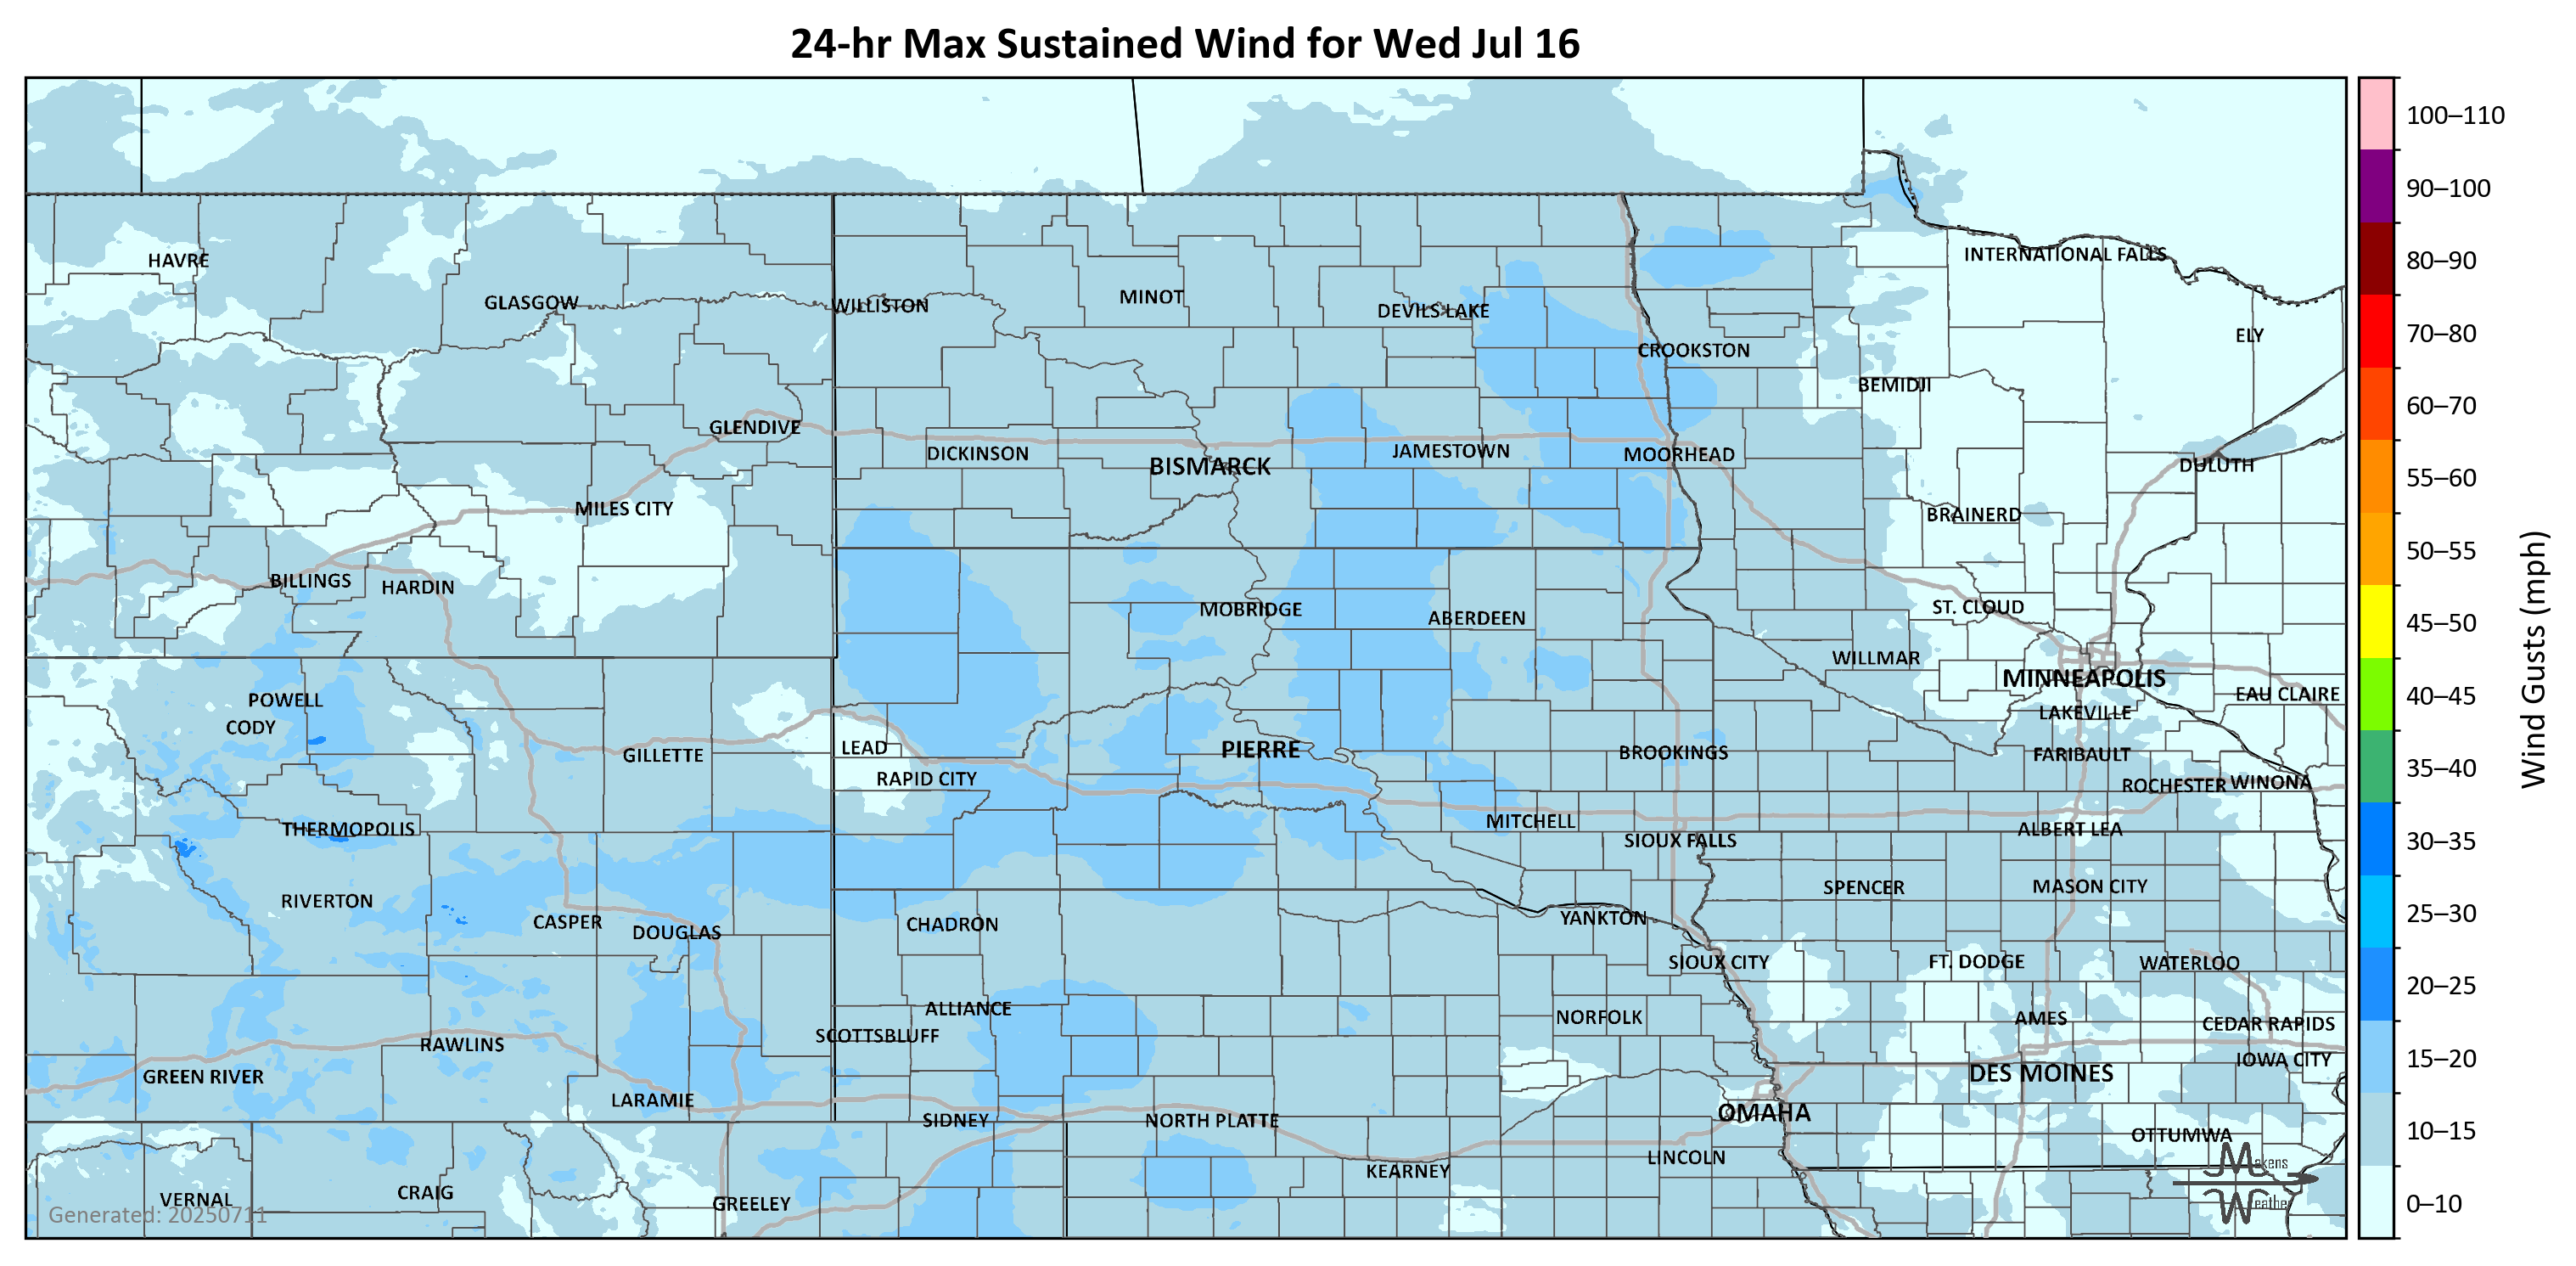 24-hr Max Sustained Wind for Wed Jul 16
100–110
90–100
80–90
70–80
60–70
55–60
50–55
45–50
40–45
35–40
30–35
25–30
20–25
15–20
10–15
0–10
Wind Gusts (mph)
HAVRE
INTERNATIONAL FALLS
GLASGOW
WILLISTON
MINOT
DEVILS LAKE
ELY
CROOKSTON
BEMIDJI
GLENDIVE
DICKINSON
BISMARCK
JAMESTOWN
MOORHEAD
DULUTH
MILES CITY
BRAINERD
BILLINGS
HARDIN
MOBRIDGE
ABERDEEN
ST. CLOUD
WILLMAR
MINNEAPOLIS
EAU CLAIRE
POWELL
CODY
LAKEVILLE
GILLETTE
LEAD
PIERRE
BROOKINGS
FARIBAULT
RAPID CITY
ROCHESTER
WINONA
THERMOPOLIS
MITCHELL
SIOUX FALLS
ALBERT LEA
RIVERTON
CASPER
DOUGLAS
CHADRON
YANKTON
SPENCER
MASON CITY
SIOUX CITY
FT. DODGE
WATERLOO
ALLIANCE
SCOTTSBLUFF
NORFOLK
AMES
CEDAR RAPIDS
RAWLINS
IOWA CITY
GREEN RIVER
DES MOINES
LARAMIE
SIDNEY
NORTH PLATTE
OMAHA
OTTUMWA
KEARNEY
LINCOLN
VERNAL
CRAIG
GREELEY
Makens
Weather
Generated: 20250711